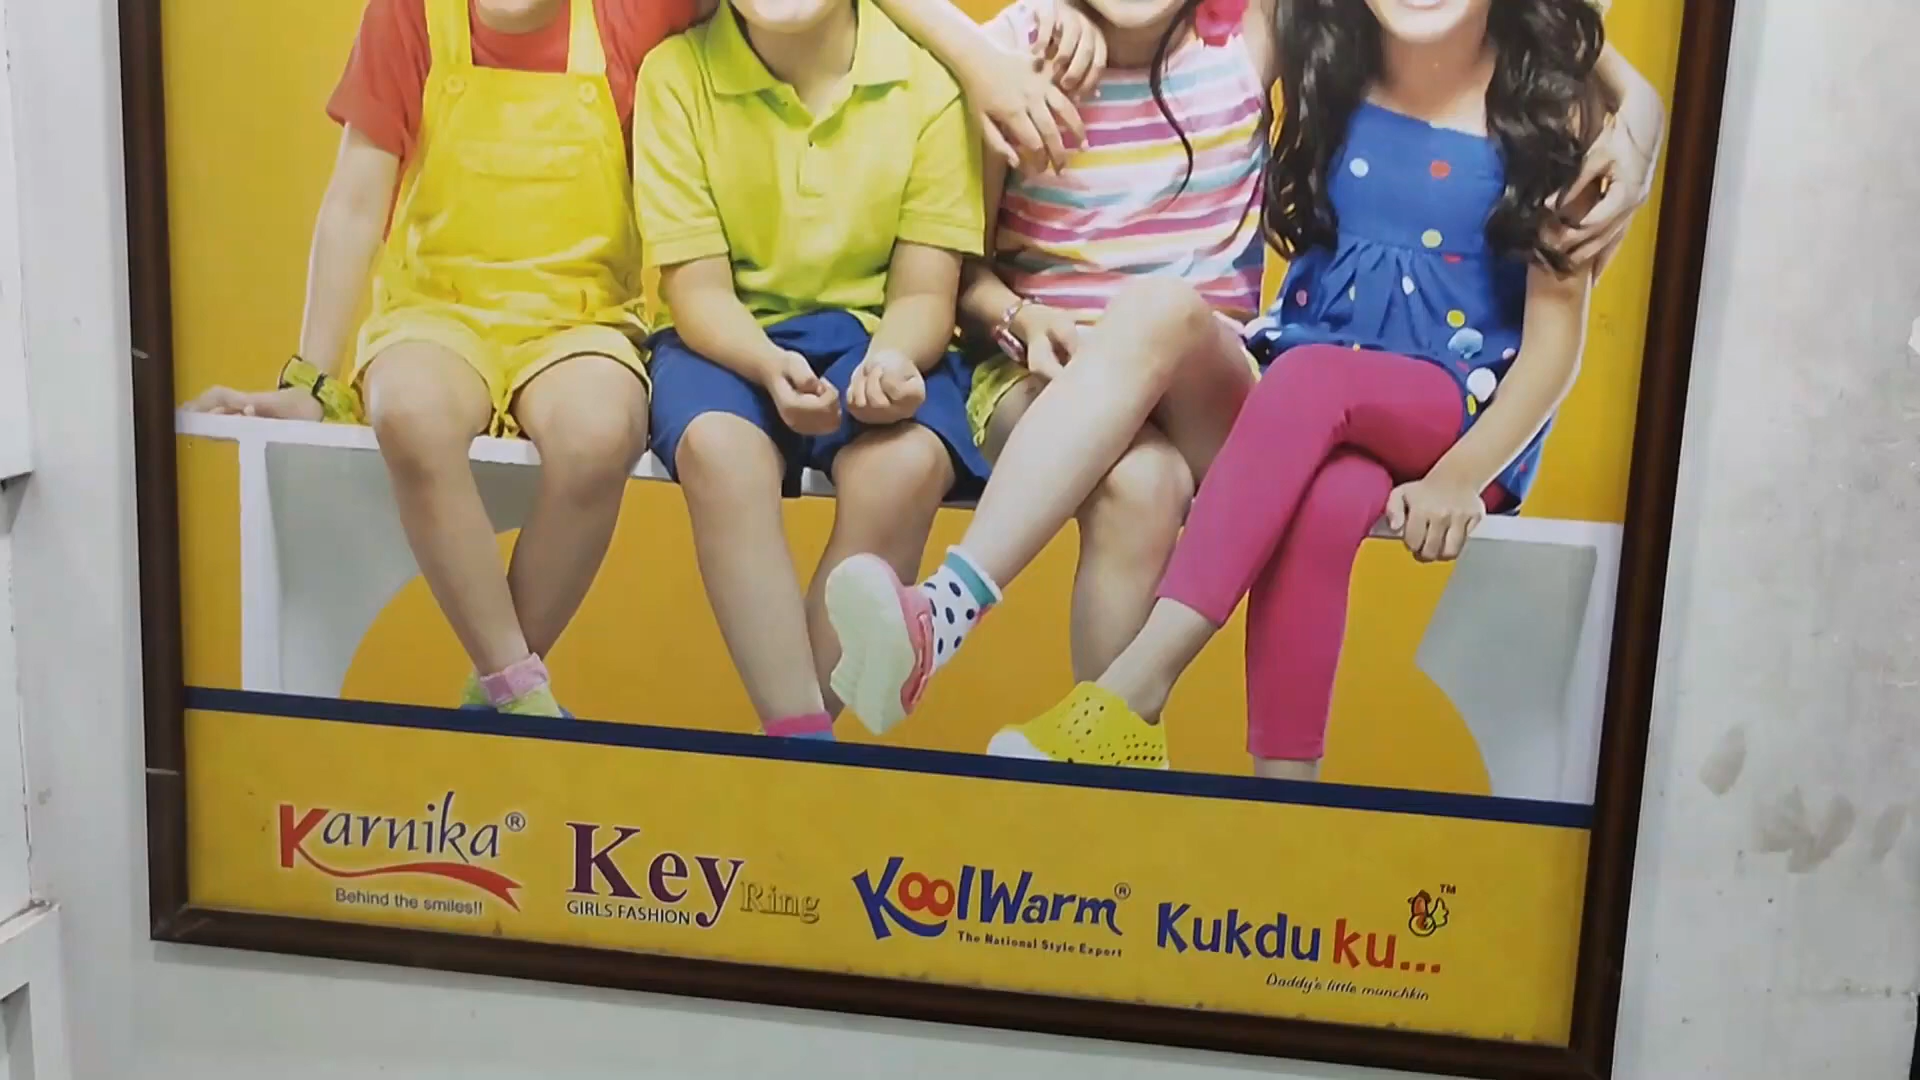 Karnika®
Behind the smiles!!
Key Ring
GIRLS FASHION
KoolWarm®
The National Style Expert
Kukdu ku... ™
Daddy's little munchkin